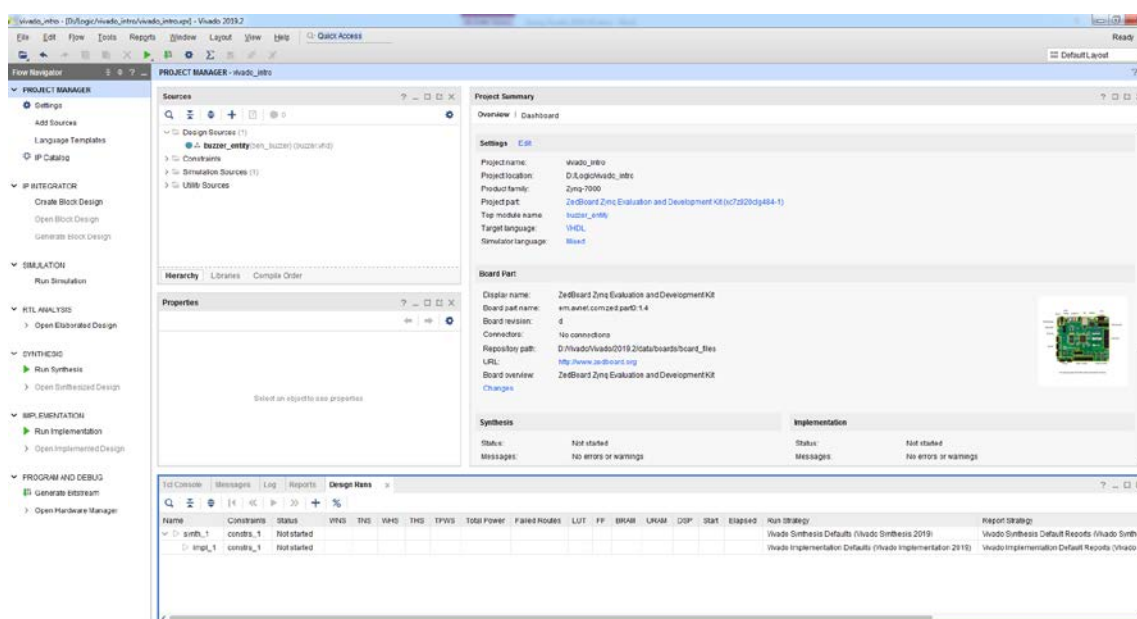 vivado_intro - [D:/Logic/vivado_intro/vivado_intro.xpr] - Vivado 2019.2
File Edit Flow Tools Reports Window Layout View Help Quick Access
Ready
Default Layout
Flow Navigator
PROJECT MANAGER - vivado_intro
PROJECT MANAGER
Settings
Add Sources
Language Templates
IP Catalog
IP INTEGRATOR
Create Block Design
Open Block Design
Generate Block Design
SIMULATION
Run Simulation
RTL ANALYSIS
Open Elaborated Design
SYNTHESIS
Run Synthesis
Open Synthesized Design
IMPLEMENTATION
Run Implementation
Open Implemented Design
PROGRAM AND DEBUG
Generate Bitstream
Open Hardware Manager
Sources
0
Design Sources (1)
buzzer_entity(ben_buzzer) (buzzer.vhd)
Constraints
Simulation Sources (1)
Utility Sources
Hierarchy Libraries Compile Order
Properties
Select an object to see properties
Project Summary
Overview | Dashboard
Settings Edit
Project name: vivado_intro
Project location: D:/Logic/vivado_intro
Product family: Zynq-7000
Project part: ZedBoard Zynq Evaluation and Development Kit (xc7z020clg484-1)
Top module name: buzzer_entity
Target language: VHDL
Simulator language: Mixed
Board Part
Display name: ZedBoard Zynq Evaluation and Development Kit
Board part name: em.avnet.com:zed:part0:1.4
Board revision: d
Connectors: No connections
Repository path: D:/Vivado/Vivado/2019.2/data/boards/board_files
URL: http://www.zedboard.org
Board overview: ZedBoard Zynq Evaluation and Development Kit
Changes
Synthesis
Status: Not started
Messages: No errors or warnings
Implementation
Status: Not started
Messages: No errors or warnings
Tcl Console Messages Log Reports Design Runs
Name Constraints Status WNS TNS WHS THS TPWS Total Power Failed Routes LUT FF BRAM URAM DSP Start Elapsed Run Strategy Report Strategy
synth_1 constrs_1 Not started Vivado Synthesis Defaults (Vivado Synthesis 2019) Vivado Synthesis Default Reports (Vivado Synth
impl_1 constrs_1 Not started Vivado Implementation Defaults (Vivado Implementation 2019) Vivado Implementation Default Reports (Vivado